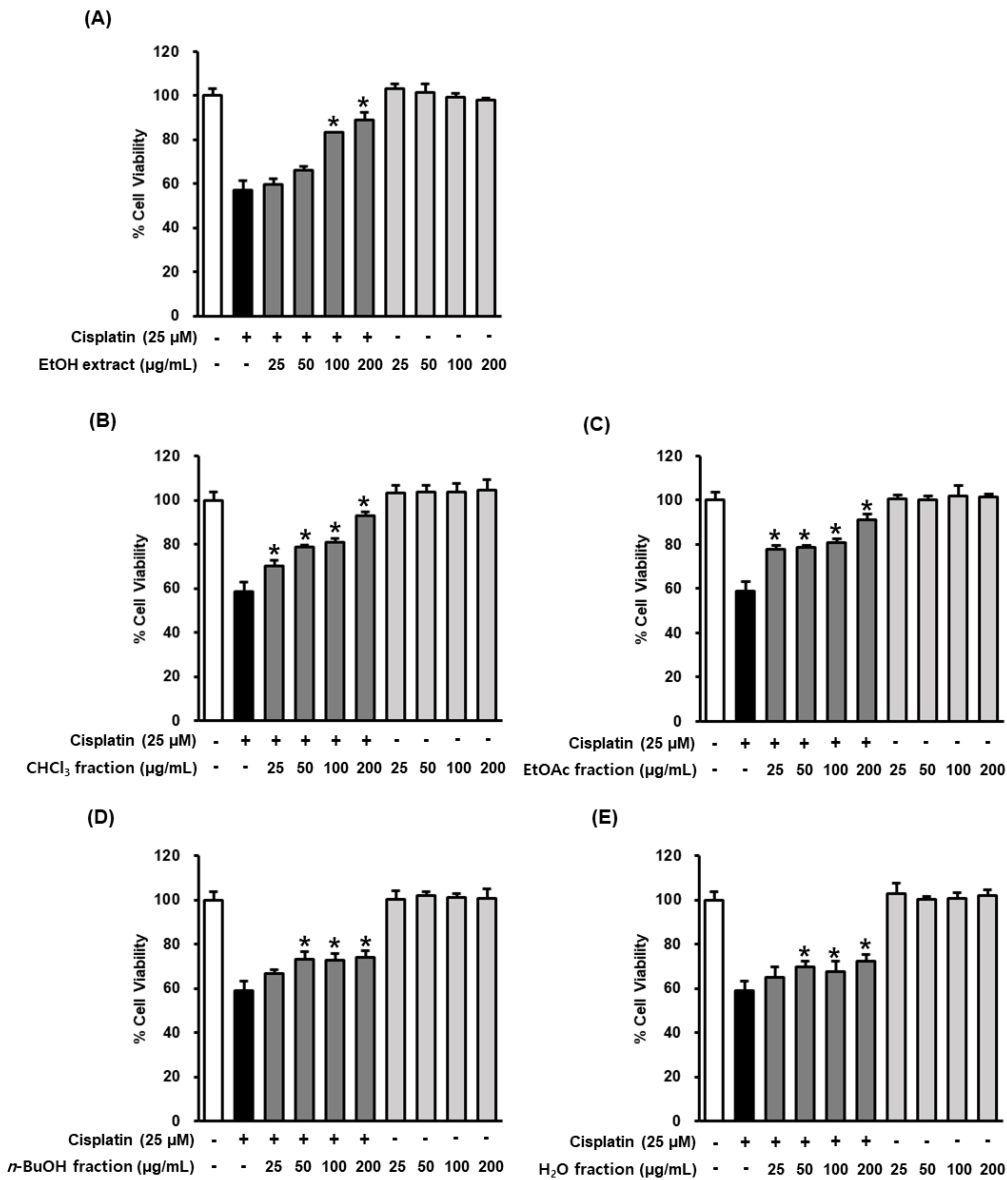 (A)
120
100
80
60
40
20
0
% Cell Viability
* *
Cisplatin (25 µM) - + + + + + - - - -
EtOH extract (µg/mL) - - 25 50 100 200 25 50 100 200
(B)
120
100
80
60
40
20
0
% Cell Viability
* * * *
Cisplatin (25 µM) - + + + + + - - - -
CHCl₃ fraction (µg/mL) - - 25 50 100 200 25 50 100 200
(C)
120
100
80
60
40
20
0
% Cell Viability
* * * *
Cisplatin (25 µM) - + + + + + - - - -
EtOAc fraction (µg/mL) - - 25 50 100 200 25 50 100 200
(D)
120
100
80
60
40
20
0
% Cell Viability
* * *
Cisplatin (25 µM) - + + + + + - - - -
n-BuOH fraction (µg/mL) - - 25 50 100 200 25 50 100 200
(E)
120
100
80
60
40
20
0
% Cell Viability
* * *
Cisplatin (25 µM) - + + + + + - - - -
H₂O fraction (µg/mL) - - 25 50 100 200 25 50 100 200